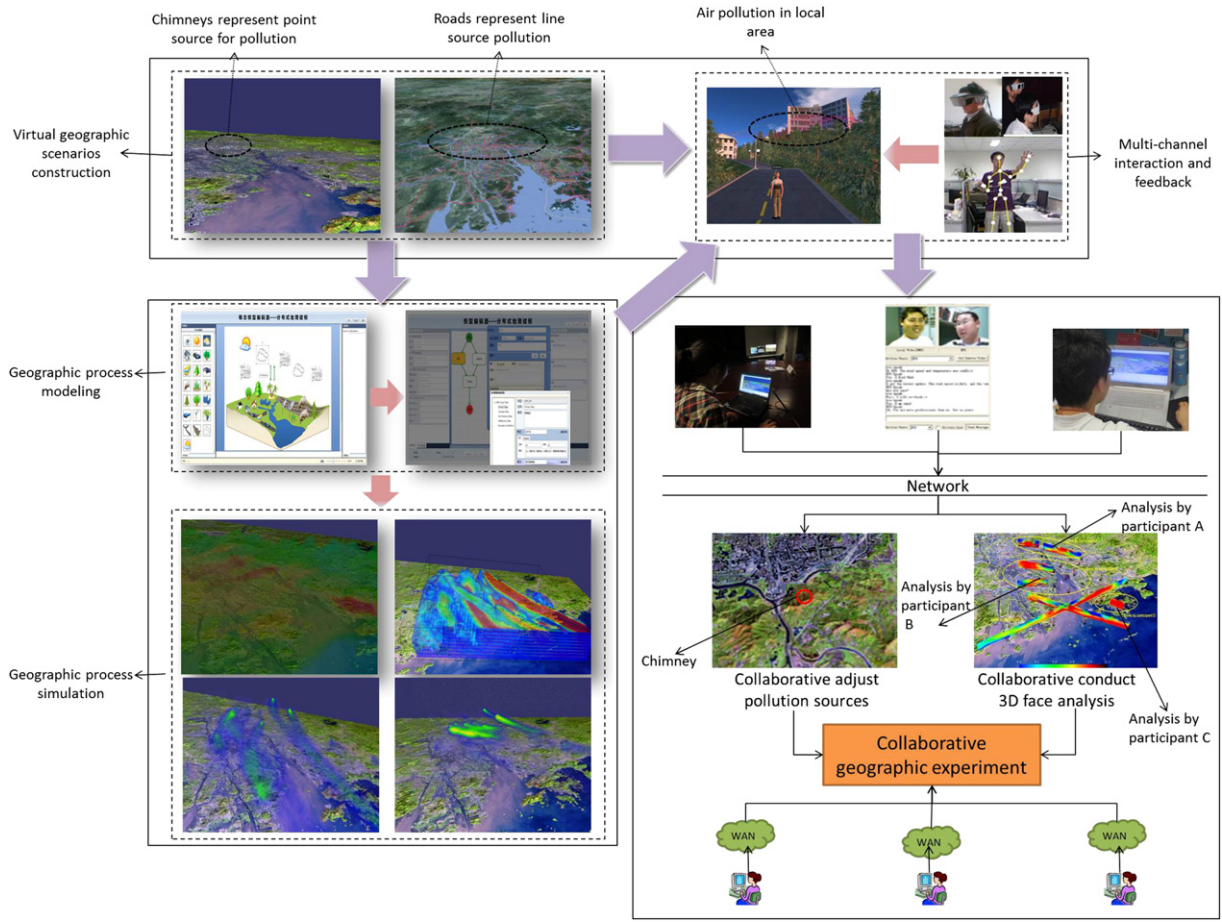 Chimneys represent point
source for pollution
Roads represent line
source pollution
Air pollution in local
area
Virtual geographic
scenarios
construction
Multi-channel
interaction and
feedback
Geographic process
modeling
Network
Analysis by
participant A
Analysis by
participant
B
Chimney
Collaborative adjust
pollution sources
Collaborative conduct
3D face analysis
Analysis by
participant C
Geographic process
simulation
Collaborative
geographic experiment
WAN
WAN
WAN